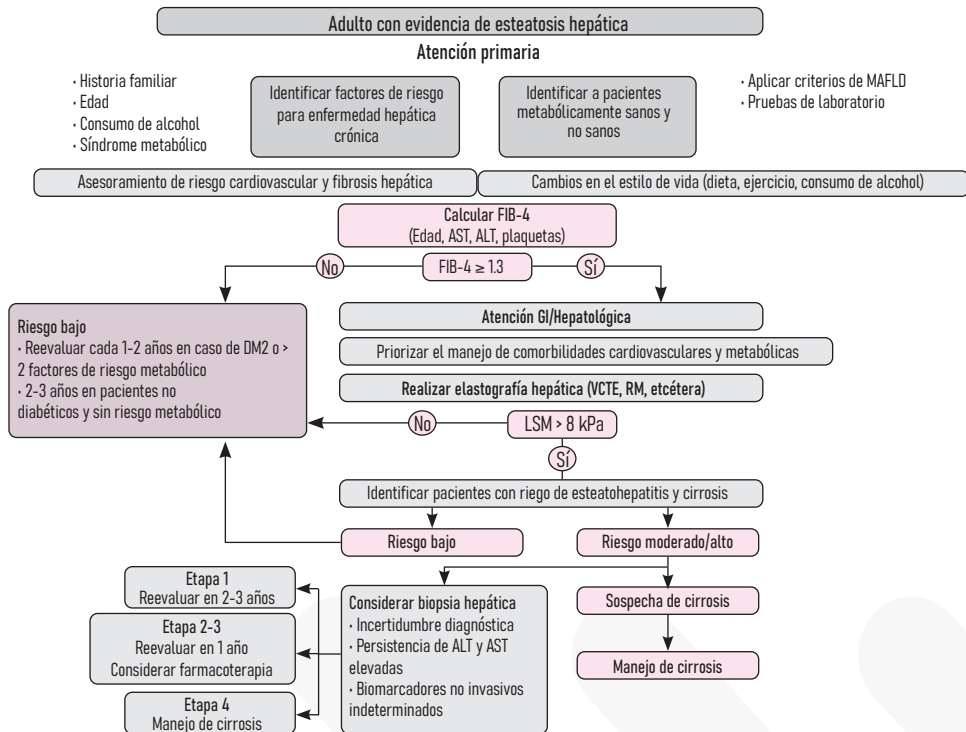 Adulto con evidencia de esteatosis hepática
Atención primaria
· Historia familiar
· Edad
· Consumo de alcohol
· Síndrome metabólico
Identificar factores de riesgo
para enfermedad hepática
crónica
Identificar a pacientes
metabólicamente sanos y
no sanos
· Aplicar criterios de MAFLD
· Pruebas de laboratorio
Asesoramiento de riesgo cardiovascular y fibrosis hepática
Cambios en el estilo de vida (dieta, ejercicio, consumo de alcohol)
Calcular FIB-4
(Edad, AST, ALT, plaquetas)
No
FIB-4 ≥ 1.3
Sí
Riesgo bajo
· Reevaluar cada 1-2 años en caso de DM2 o >
2 factores de riesgo metabólico
· 2-3 años en pacientes no
diabéticos y sin riesgo metabólico
Atención GI/Hepatológica
Priorizar el manejo de comorbilidades cardiovasculares y metabólicas
Realizar elastografía hepática (VCTE, RM, etcétera)
No
LSM > 8 kPa
Sí
Identificar pacientes con riego de esteatohepatitis y cirrosis
Riesgo bajo
Riesgo moderado/alto
Etapa 1
Reevaluar en 2-3 años
Etapa 2-3
Reevaluar en 1 año
Considerar farmacoterapia
Etapa 4
Manejo de cirrosis
Considerar biopsia hepática
· Incertidumbre diagnóstica
· Persistencia de ALT y AST
elevadas
· Biomarcadores no invasivos
indeterminados
Sospecha de cirrosis
Manejo de cirrosis